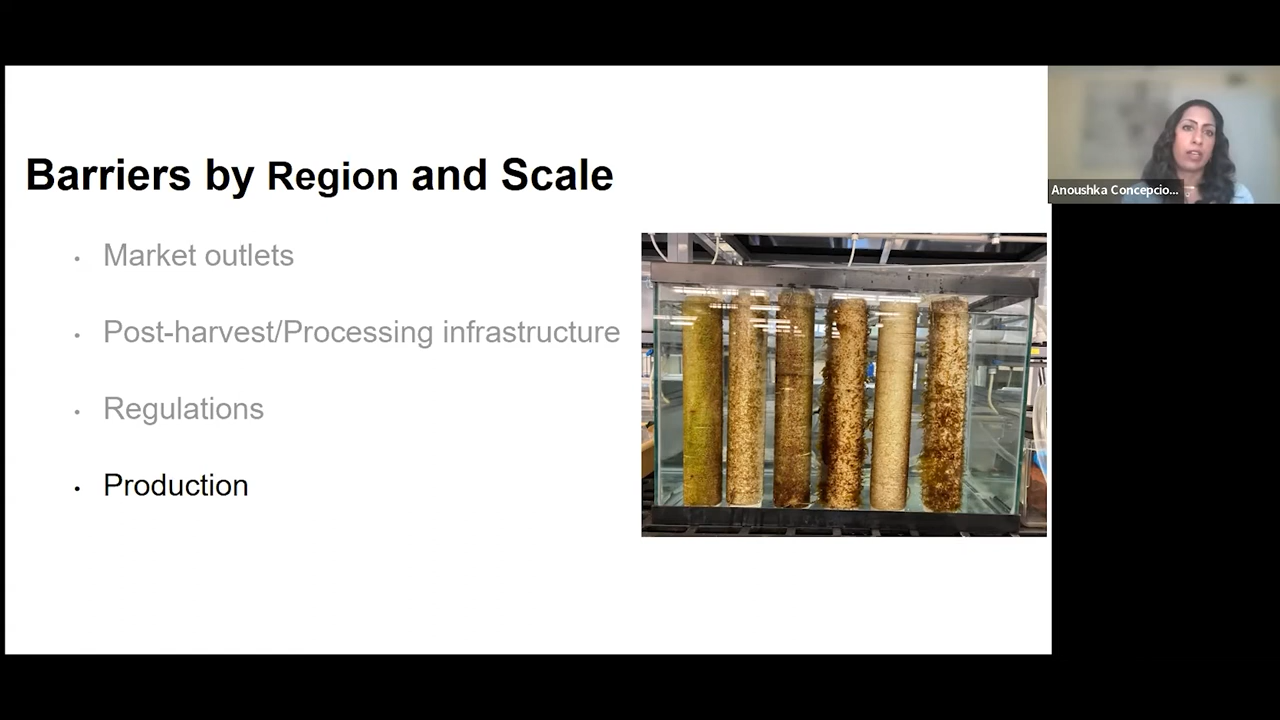 Barriers by Region and Scale
• Market outlets
• Post-harvest/Processing infrastructure
• Regulations
• Production
Anoushka Concepcio...